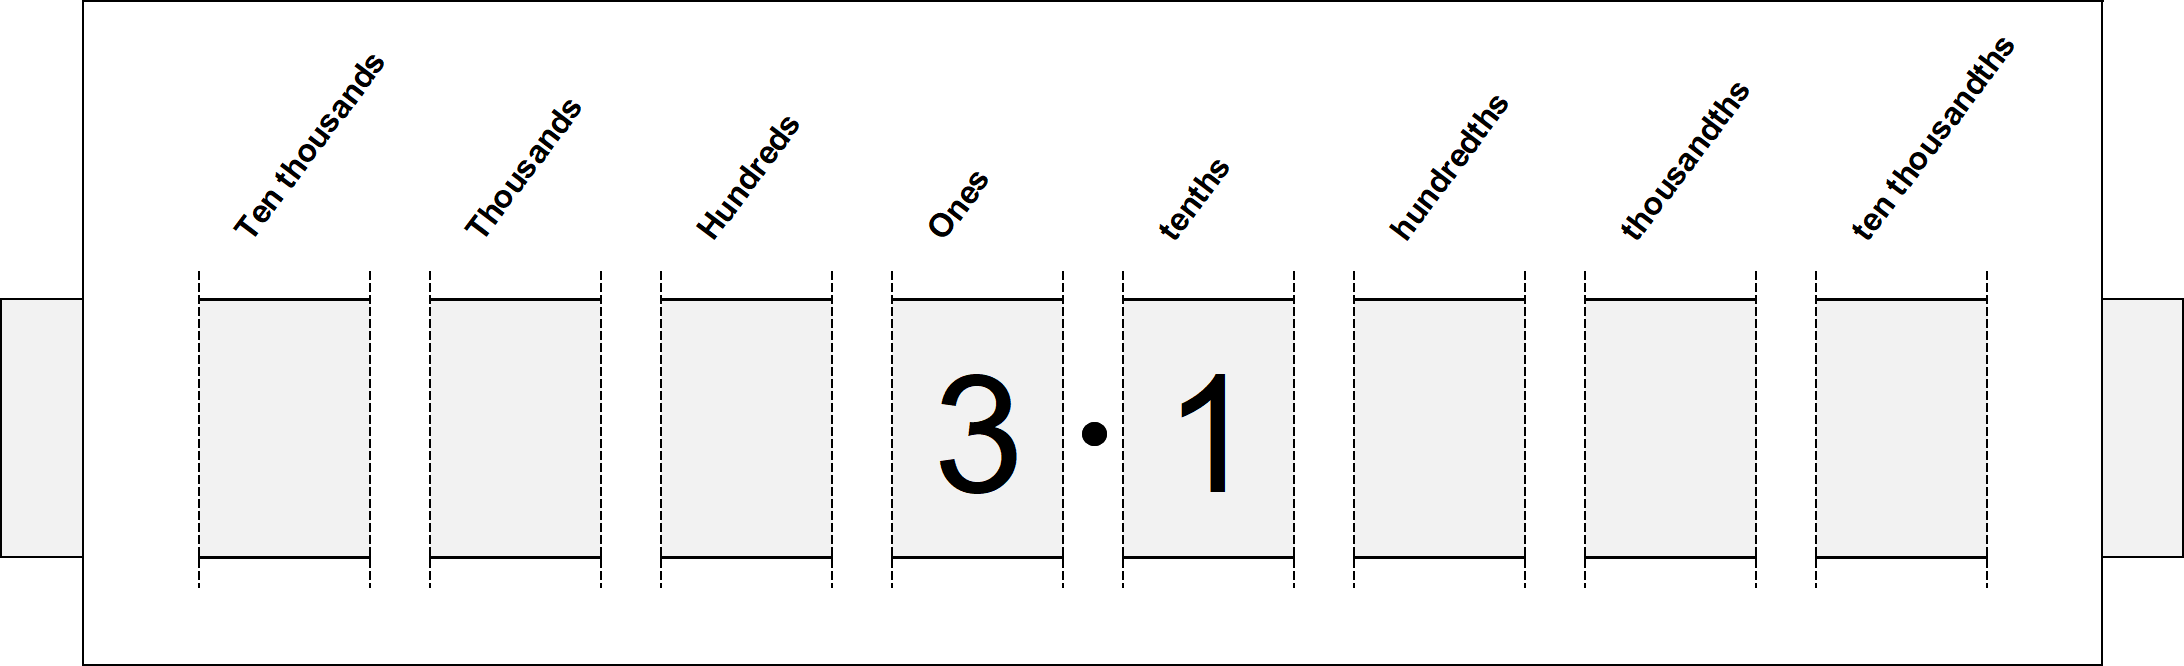 Ten thousands
Thousands
Hundreds
Ones
tenths
hundredths
thousandths
ten thousandths
3 • 1